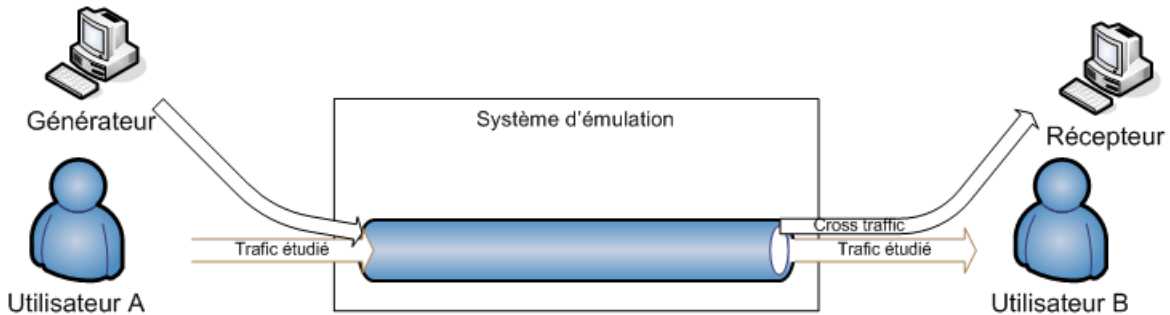 Générateur
Système d'émulation
Récepteur
Cross traffic
Trafic étudié
Trafic étudié
Utilisateur A
Utilisateur B